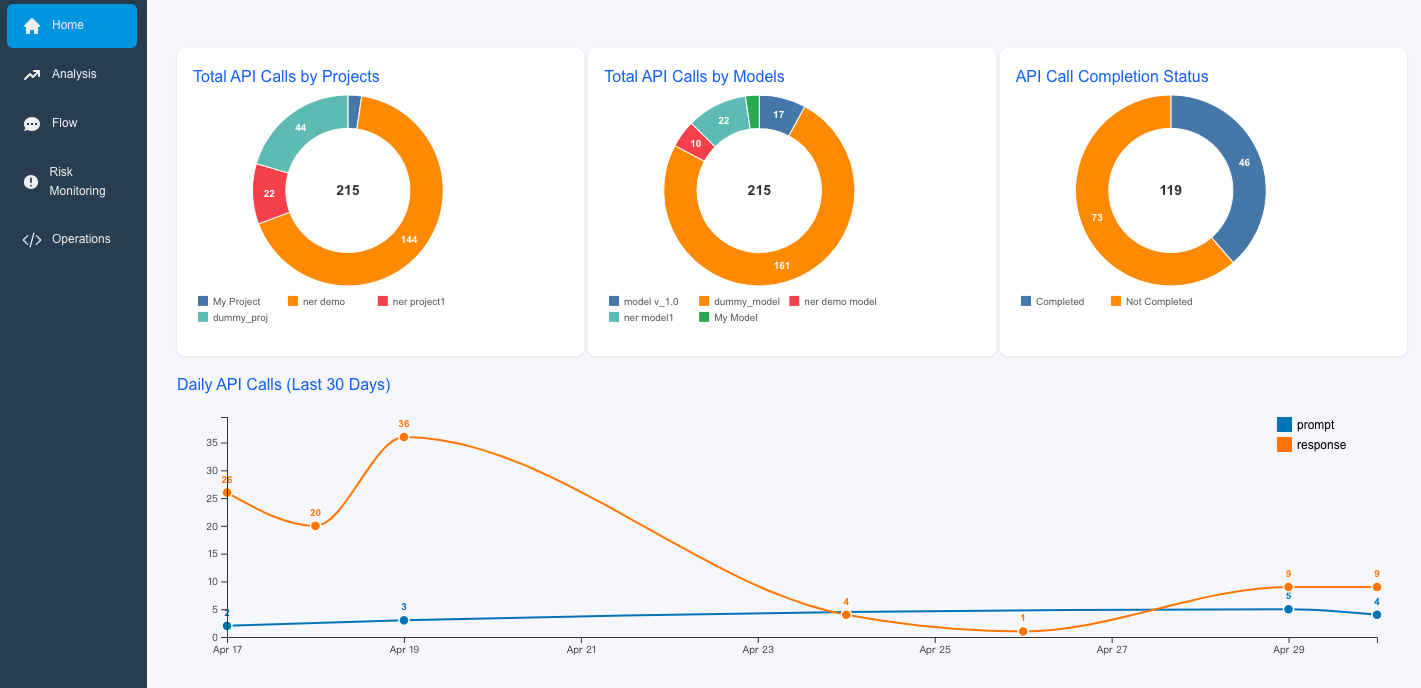 Home
Analysis
Flow
Risk
Monitoring
Operations
Total API Calls by Projects
44
22
215
144
My Project
ner demo
ner project1
dummy_proj
Total API Calls by Models
17
22
10
215
161
model v_1.0
dummy_model
ner demo model
ner model1
My Model
API Call Completion Status
46
119
73
Completed
Not Completed
Daily API Calls (Last 30 Days)
prompt
response
35
30
25
20
15
10
5
0
26
20
36
4
1
9
9
2
3
5
4
Apr 17
Apr 19
Apr 21
Apr 23
Apr 25
Apr 27
Apr 29